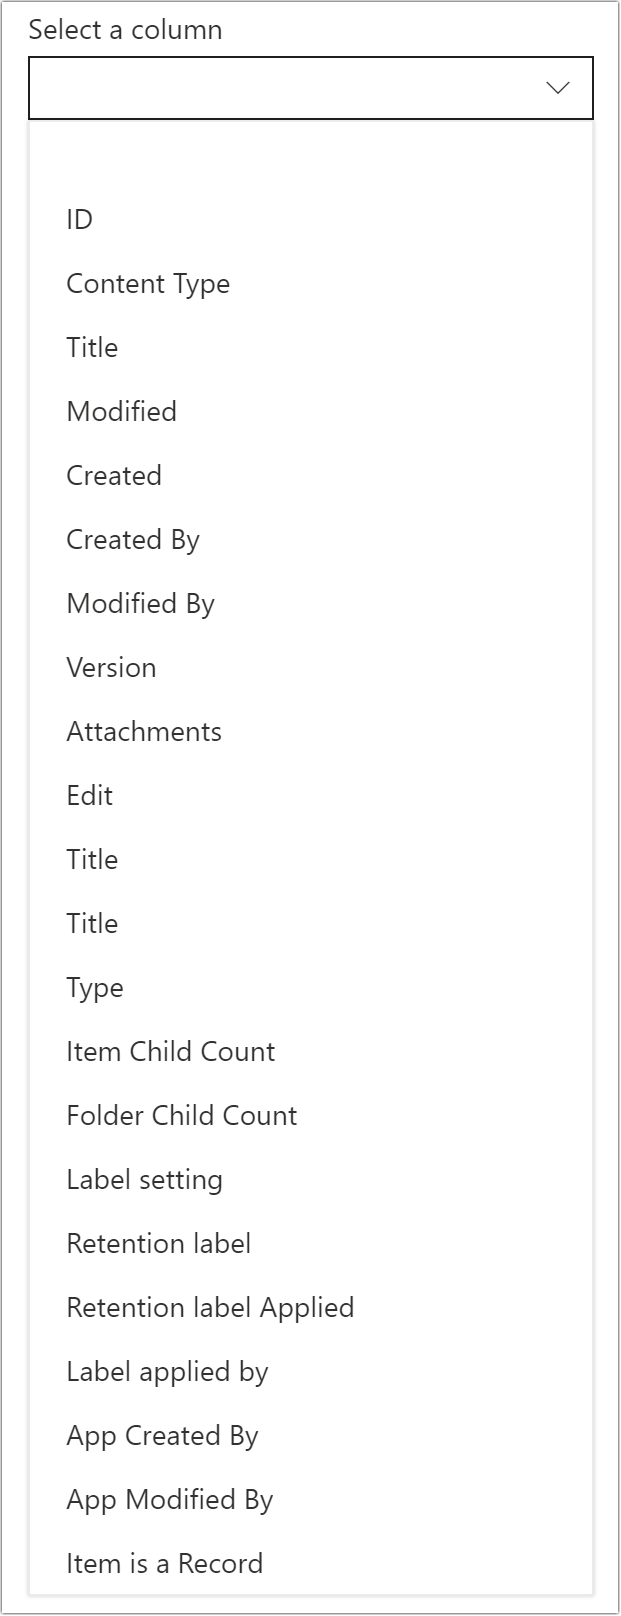 Select a column
ID
Content Type
Title
Modified
Created
Created By
Modified By
Version
Attachments
Edit
Title
Title
Type
Item Child Count
Folder Child Count
Label setting
Retention label
Retention label Applied
Label applied by
App Created By
App Modified By
Item is a Record